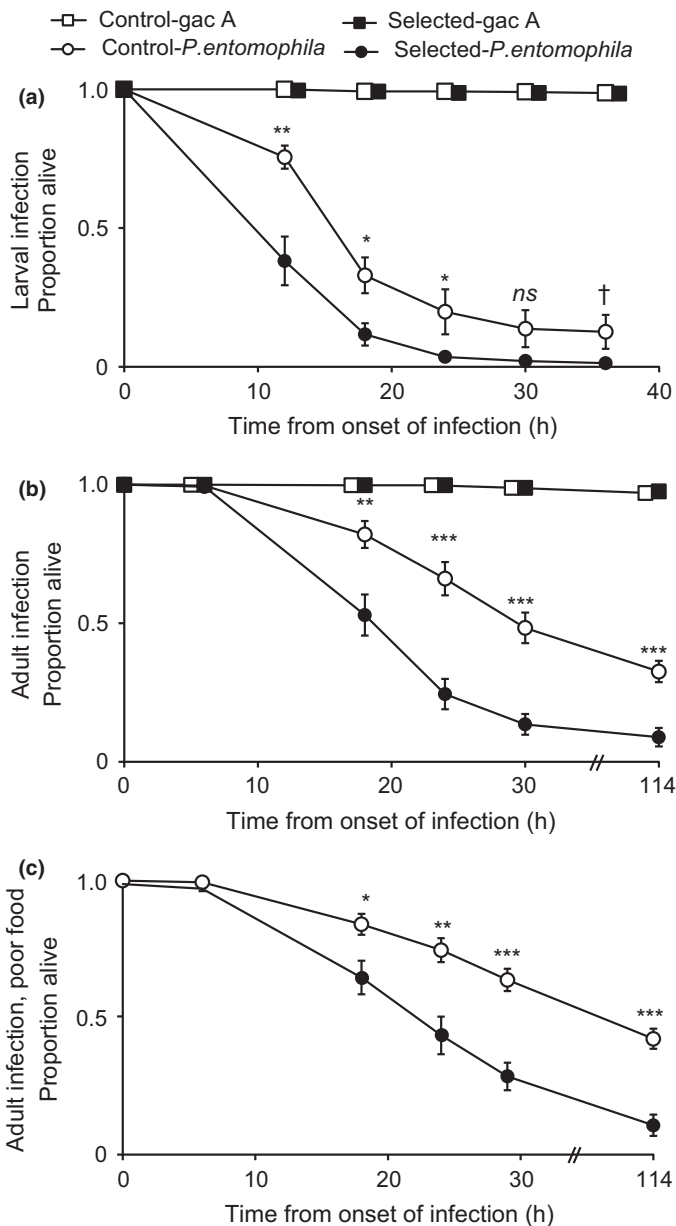 Control-gac A Selected-gac A
Control-P.entomophila Selected-P.entomophila
(a)
1.0
0.5
0
Larval infection
Proportion alive
**
*
*
ns
†
0 10 20 30 40
Time from onset of infection (h)
(b)
1.0
0.5
0
Adult infection
Proportion alive
**
***
***
***
0 10 20 30 114
Time from onset of infection (h)
(c)
1.0
0.5
0
Adult infection, poor food
Proportion alive
*
**
***
***
0 10 20 30 114
Time from onset of infection (h)